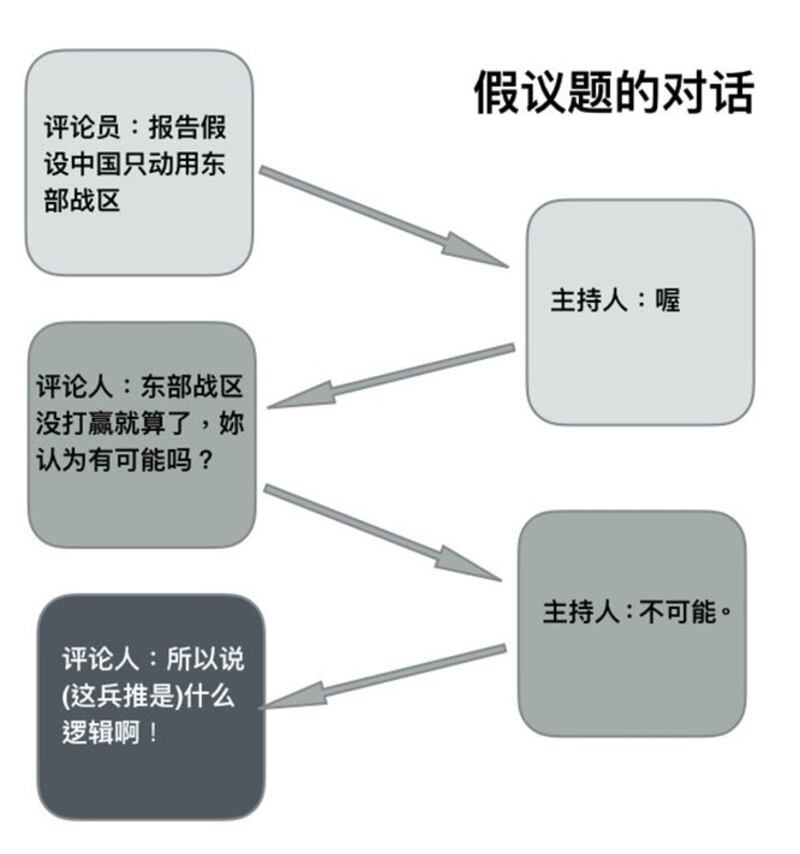 假议题的对话
评论员：报告假
设中国只动用东
部战区
主持人：喔
评论人：东部战区
没打赢就算了，妳
认为有可能吗？
主持人：不可能。
评论人：所以说
(这兵推是)什么
逻辑啊！